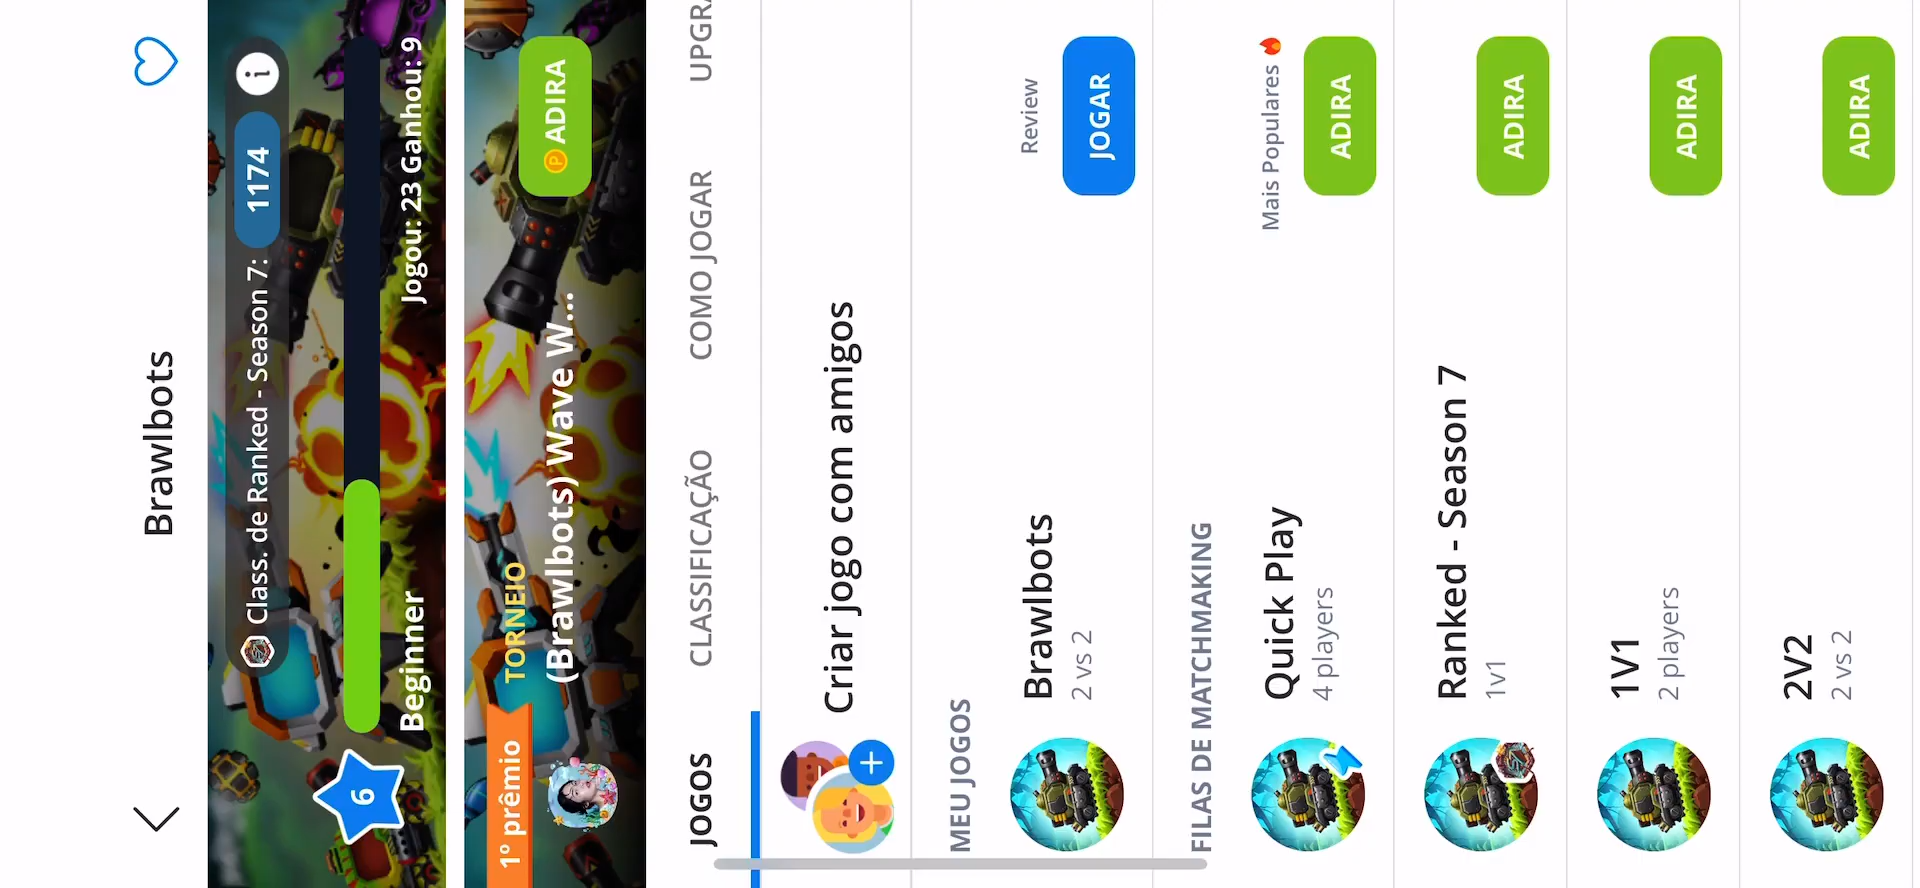 Brawlbots
Class. de Ranked - Season 7: 1174 i
6
Beginner Jogou: 23 Ganhou: 9
1º prêmio
TORNEIO
(Brawlbots) Wave W...
P ADIRA
JOGOS CLASSIFICAÇÃO COMO JOGAR UPGRA
Criar jogo com amigos
MEU JOGOS
Review
Brawlbots
2 vs 2
JOGAR
FILAS DE MATCHMAKING
Mais Populares
Quick Play
4 players
ADIRA
Ranked - Season 7
1v1
ADIRA
1V1
2 players
ADIRA
2V2
2 vs 2
ADIRA